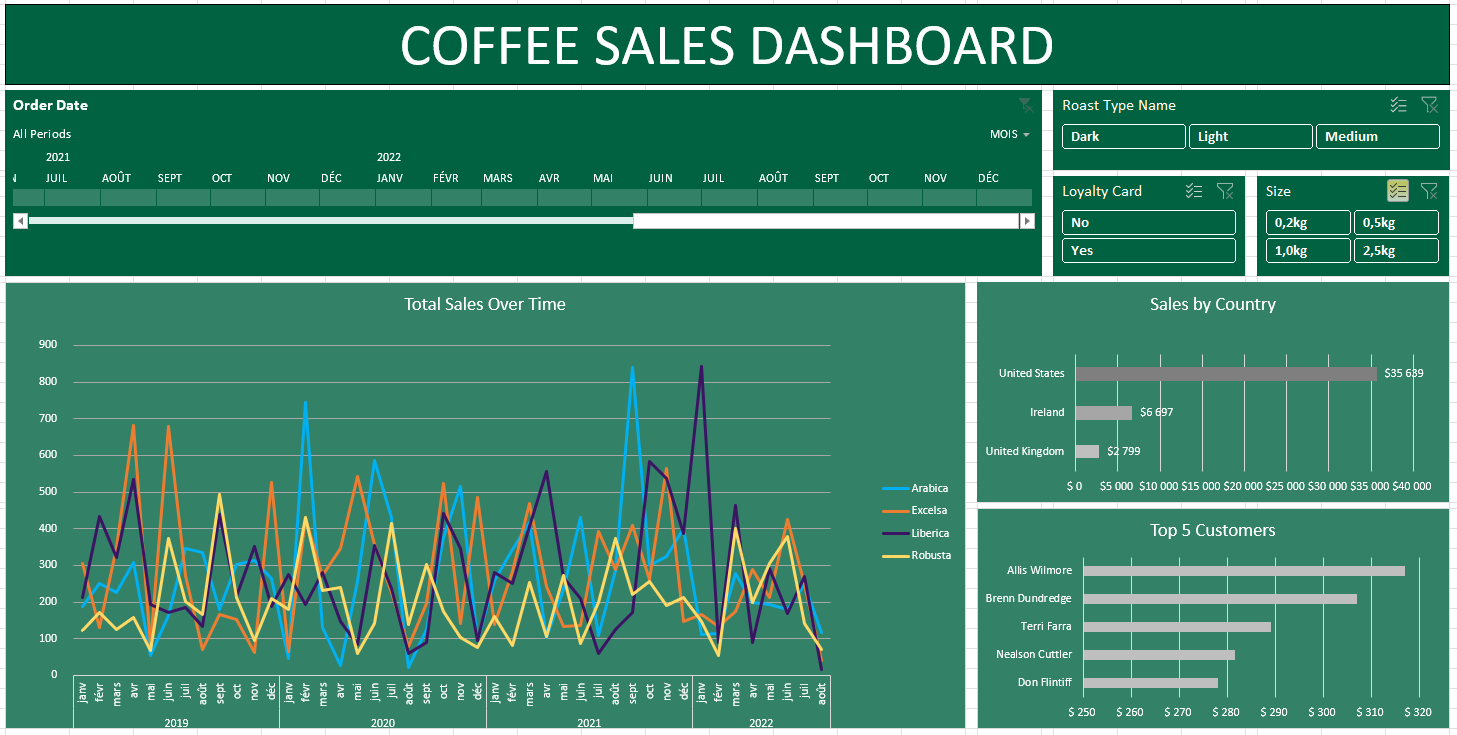 COFFEE SALES DASHBOARD
Order Date
All Periods
MOIS
2021 2022
JUIL AOÛT SEPT OCT NOV DÉC JANV FÉVR MARS AVR MAI JUIN JUIL AOÛT SEPT OCT NOV DÉC
Roast Type Name
Dark Light Medium
Loyalty Card
No
Yes
Size
0,2kg 0,5kg
1,0kg 2,5kg
Total Sales Over Time
900
800
700
600
500
400
300
200
100
0
janv févr mars avr mai juin juil août sept oct nov déc janv févr mars avr mai juin juil août sept oct nov déc janv févr mars avr mai juin juil août sept oct nov déc janv févr mars avr mai juin juil août
2019 2020 2021 2022
Arabica
Excelsa
Liberica
Robusta
Sales by Country
United States $35 639
Ireland $6 697
United Kingdom $2 799
$ 0 $5 000 $10 000 $15 000 $20 000 $25 000 $30 000 $35 000 $40 000
Top 5 Customers
Allis Wilmore
Brenn Dundredge
Terri Farra
Nealson Cuttler
Don Flintiff
$ 250 $ 260 $ 270 $ 280 $ 290 $ 300 $ 310 $ 320